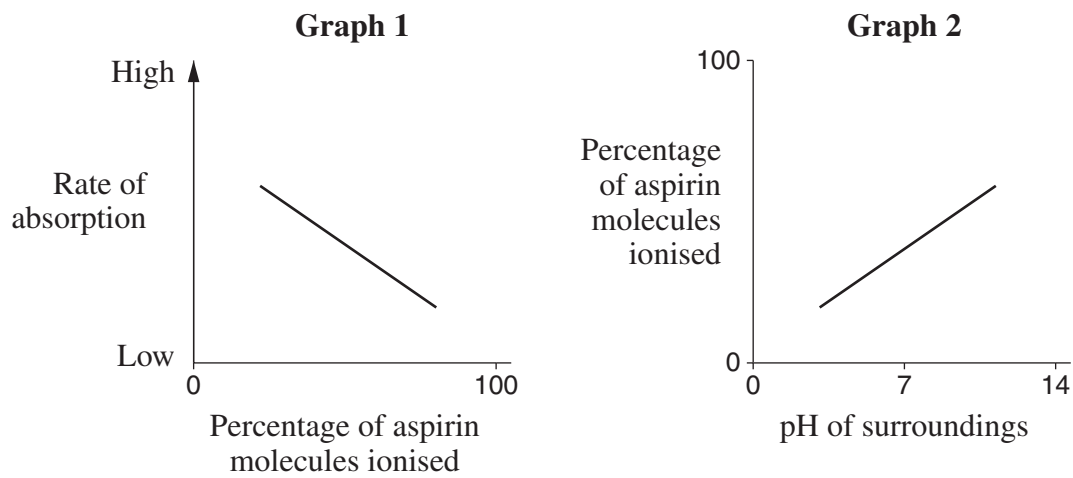 Graph 1
High
Rate of
absorption
Low
0
100
Percentage of aspirin
molecules ionised
Graph 2
100
Percentage
of aspirin
molecules
ionised
0
0
7
14
pH of surroundings